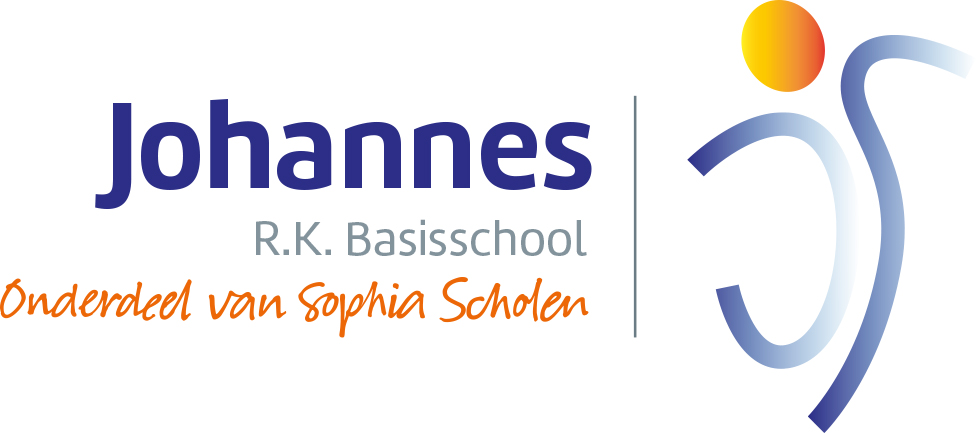 Johannes
R.K. Basisschool
Onderdeel van Sophia Scholen